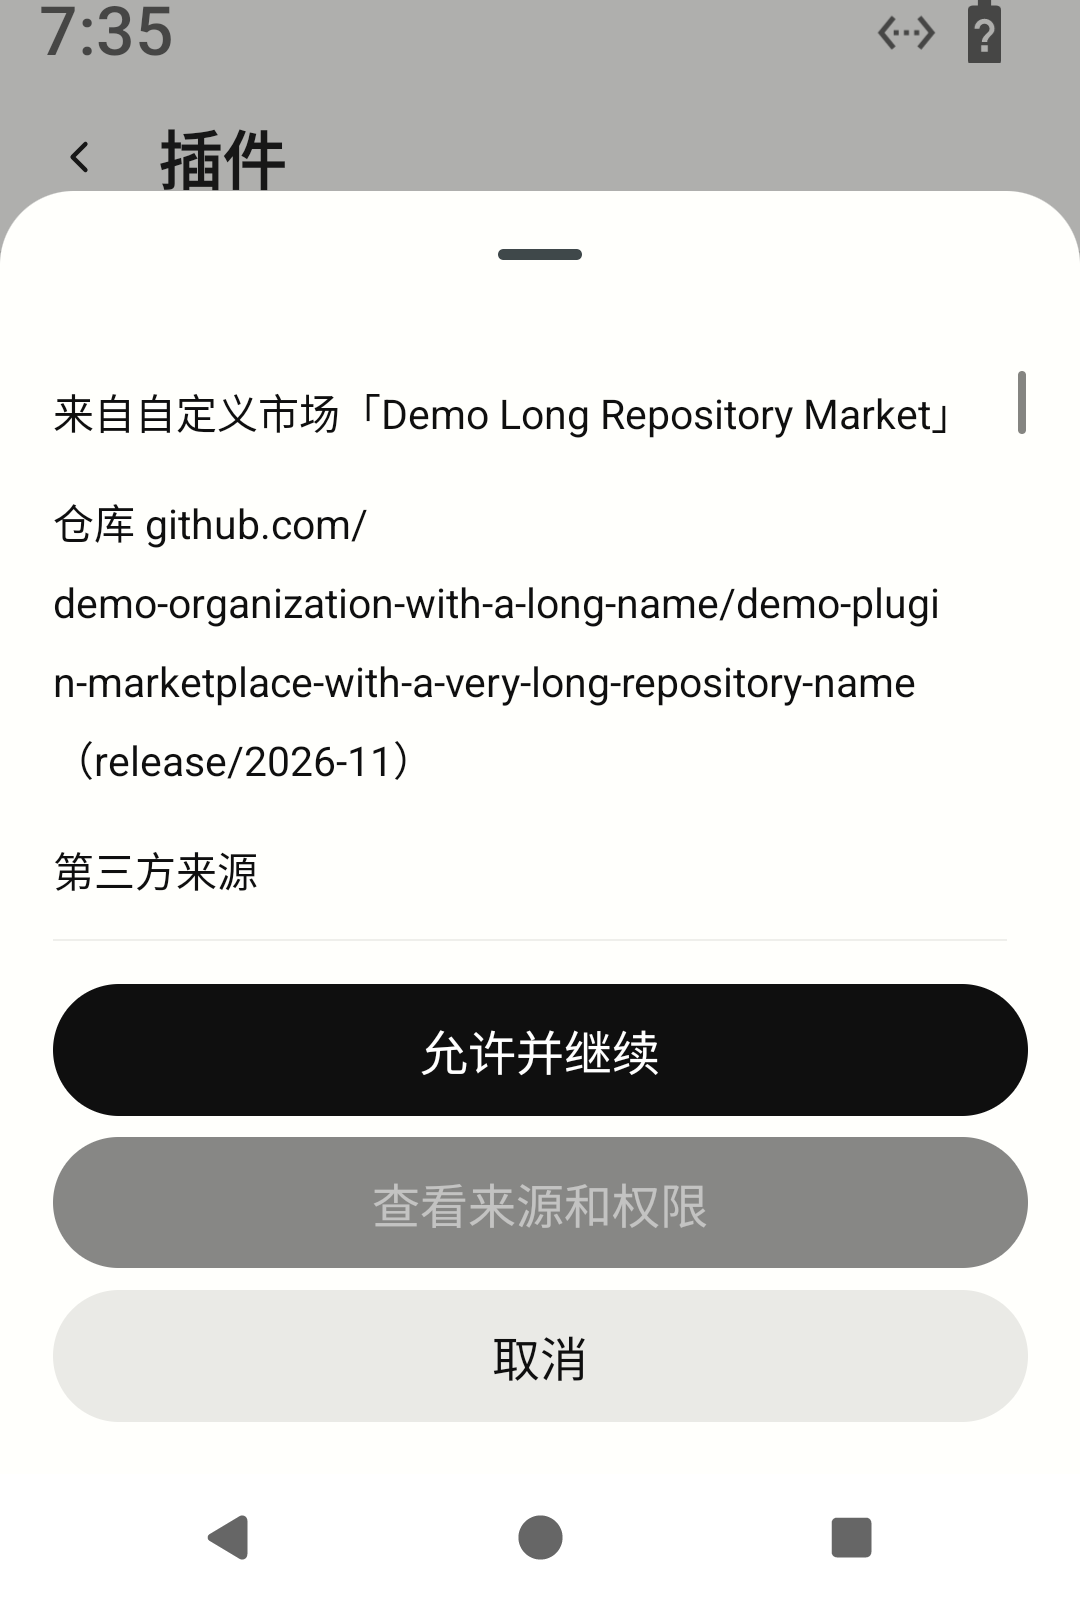 7:35
插件
来自自定义市场「Demo Long Repository Market」
仓库 github.com/
demo-organization-with-a-long-name/demo-plugi
n-marketplace-with-a-very-long-repository-name
（release/2026-11）
第三方来源
允许并继续
查看来源和权限
取消